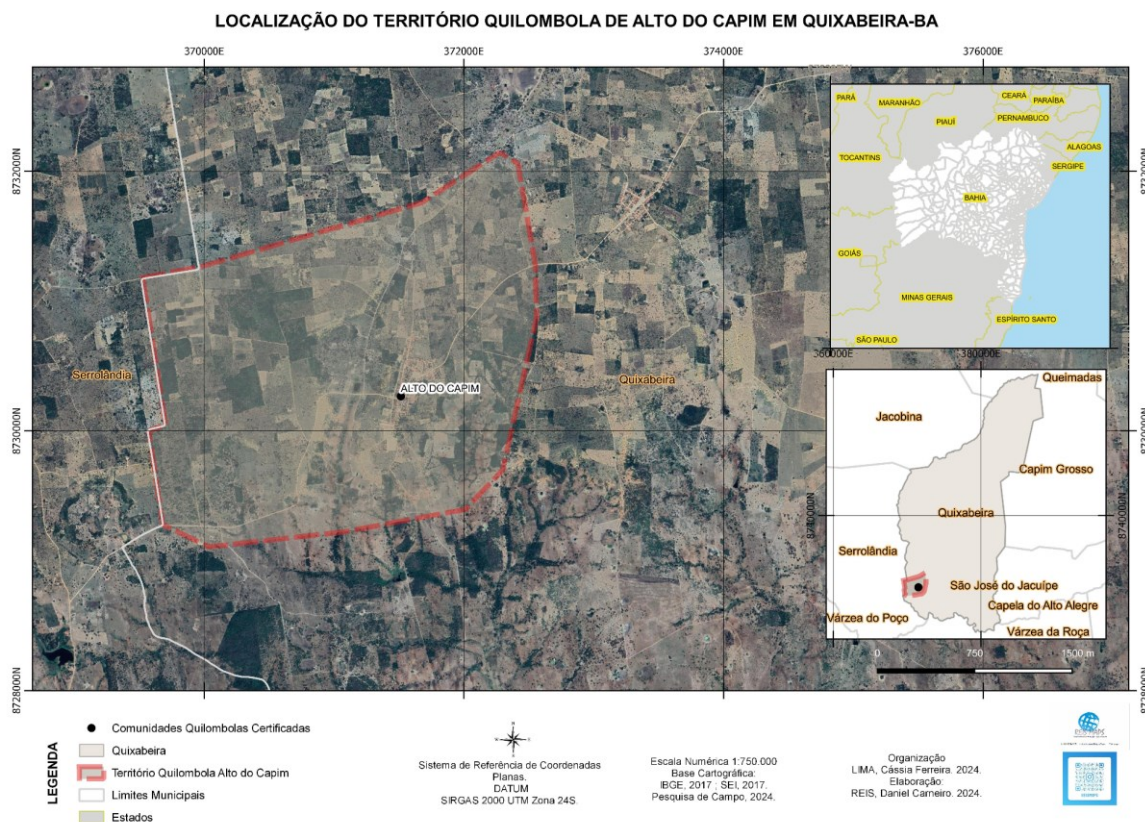 LOCALIZAÇÃO DO TERRITÓRIO QUILOMBOLA DE ALTO DO CAPIM EM QUIXABEIRA-BA
370000E
372000E
374000E
376000E
8732000N
8732000N
8730000N
8730000N
8728000N
8728000N
Serrolândia
ALTO DO CAPIM
Quixabeira
PARÁ
MARANHÃO
CEARÁ
PARAÍBA
PIAUÍ
PERNAMBUCO
ALAGOAS
TOCANTINS
SERGIPE
BAHIA
GOIÁS
MINAS GERAIS
ESPÍRITO SANTO
SÃO PAULO
360000E
380000E
Queimadas
Jacobina
Capim Grosso
Quixabeira
8740000N
8740000N
Serrolândia
São José do Jacuípe
Capela do Alto Alegre
Várzea do Poço
Várzea da Roça
0
750
1500 m
LEGENDA
Comunidades Quilombolas Certificadas
Quixabeira
Território Quilombola Alto do Capim
Limites Municipais
Estados
Sistema de Referência de Coordenadas
Planas.
DATUM
SIRGAS 2000 UTM Zona 24S.
Escala Numérica 1:750.000
Base Cartográfica:
IBGE, 2017 ; SEI, 2017.
Pesquisa de Campo, 2024.
Organização
LIMA, Cássia Ferreira. 2024.
Elaboração:
REIS, Daniel Carneiro. 2024.